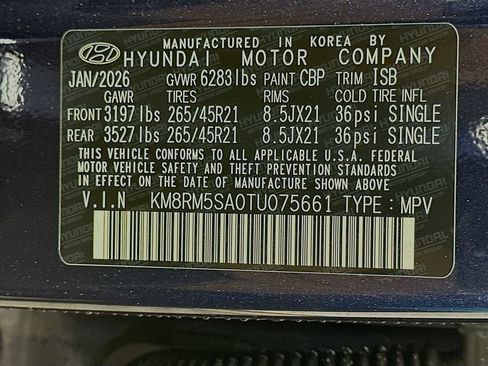 MANUFACTURED IN KOREA BY
HYUNDAI MOTOR COMPANY
JAN/2026 GVWR 6283 lbs PAINT CBP TRIM ISB
GAWR TIRES RIMS COLD TIRE INFL
FRONT 3197 lbs 265/45R21 8.5JX21 36psi SINGLE
REAR 3527 lbs 265/45R21 8.5JX21 36psi SINGLE
THIS VEHICLE CONFORMS TO ALL APPLICABLE U.S.A. FEDERAL
MOTOR VEHICLE SAFETY BUMPER, AND THEFT PREVENTION
STANDARDS IN EFFECT ON THE DATE OF MANUFACTURE SHOWN ABOVE.
V.I.N KM8RM5SA0TU075661 TYPE : MPV